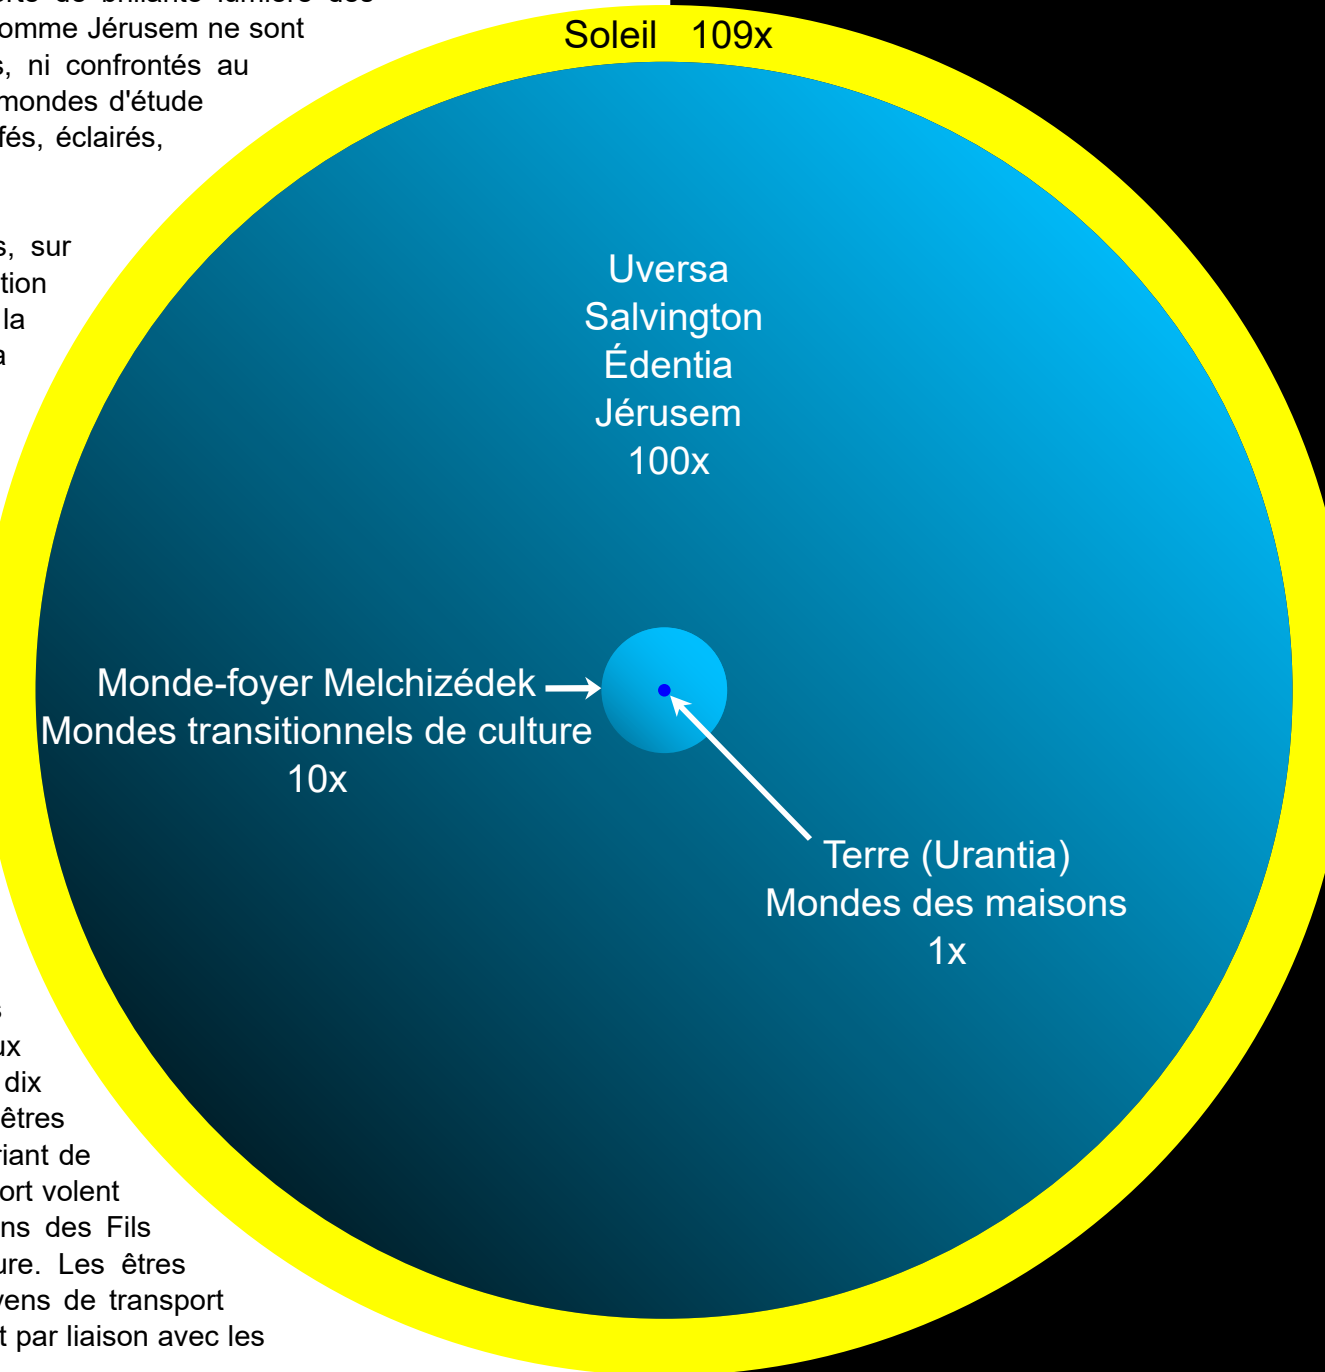 omme Jérusem ne sont
ni confrontés au
mondes d'étude
fés, éclairés,
sur
tion
la
a
Soleil 109x
Uversa
Salvington
Édentia
Jérusem
100x
Monde-foyer Melchizédek
Mondes transitionnels de culture
10x
Terre (Urantia)
Mondes des maisons
1x
ux
dix
êtres
riant de
ort volent
ns des Fils
ure. Les êtres
yens de transport
t par liaison avec les